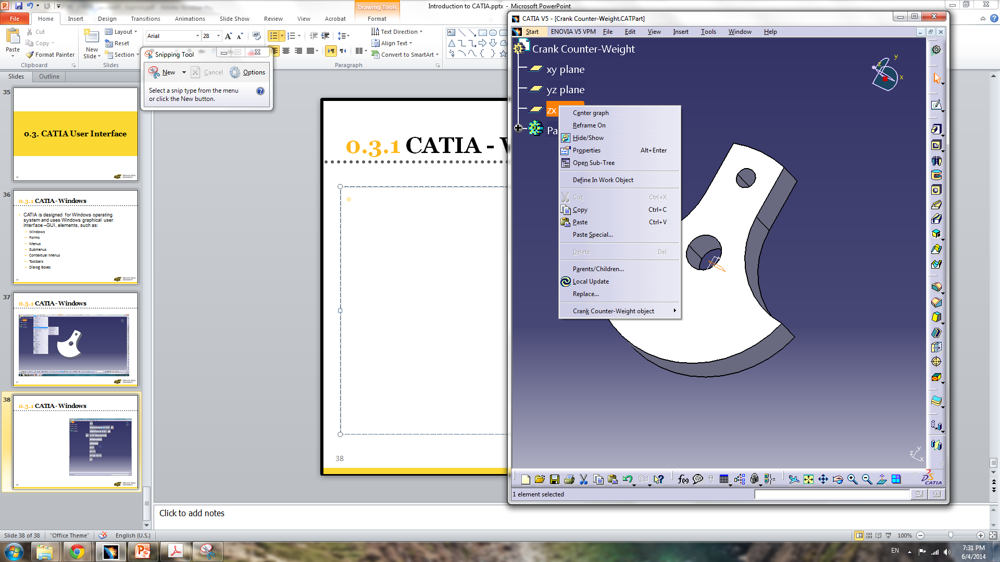 Introduction to CATIA.pptx - Microsoft PowerPoint
Drawing Tools
File Home Insert Design Transitions Animations Slide Show Review View Acrobat Format
Paste
Cut
Copy
Format Painter
Clipboard
New Slide
Layout
Reset
Section
Slides
Arial 28
Text Direction
Align Text
Convert to SmartArt
Paragraph
Snipping Tool
New Cancel Options
Select a snip type from the menu
or click the New button.
Slides Outline
35
0.3. CATIA User Interface
36
0.3.1 CATIA - Windows
CATIA is designed for Windows operating
system and uses Windows graphical user
interface –GUI, elements, such as:
– Windows
– Forms
– Menus
– Submenus
– Contextual Menus
– Toolbars
– Dialog Boxes
37
0.3.1 CATIA - Windows
38
0.3.1 CATIA - Windows
0.3.1 CATIA - W
38
Click to add notes
Slide 38 of 38 "Office Theme" English (U.S.)
100%
CATIA V5 - [Crank Counter-Weight.CATPart]
Start ENOVIA V5 VPM File Edit View Insert Tools Window Help
Crank Counter-Weight
xy plane
yz plane
zx
Pa
Center graph
Reframe On
Hide/Show
Properties Alt+Enter
Open Sub-Tree
Define In Work Object
Cut Ctrl+X
Copy Ctrl+C
Paste Ctrl+V
Paste Special...
Delete Del
Parents/Children...
Local Update
Replace...
Crank Counter-Weight object
y
z
x
y
z
x
f(x)
CATIA
1 element selected
EN
7:31 PM
6/4/2014